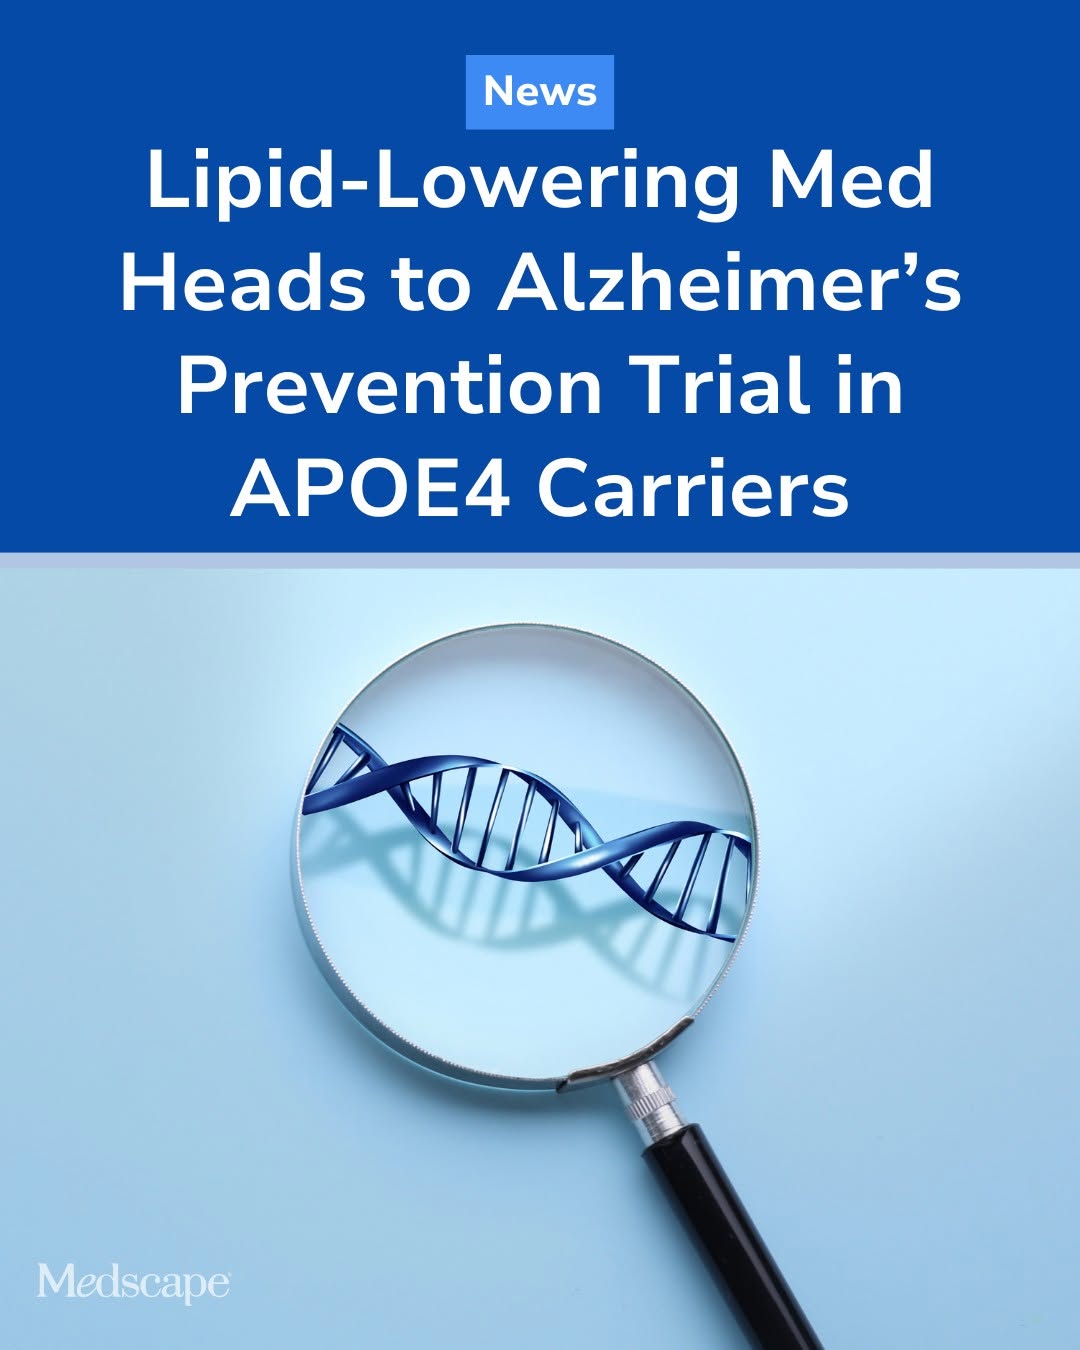 News
Lipid-Lowering Med
Heads to Alzheimer’s
Prevention Trial in
APOE4 Carriers
Medscape